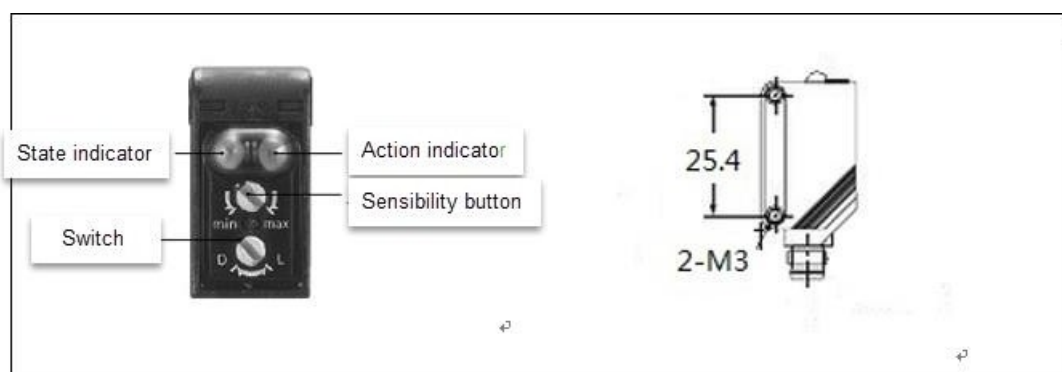 State indicator
Action indicator
Sensibility button
min max
Switch
D L
25.4
2-M3